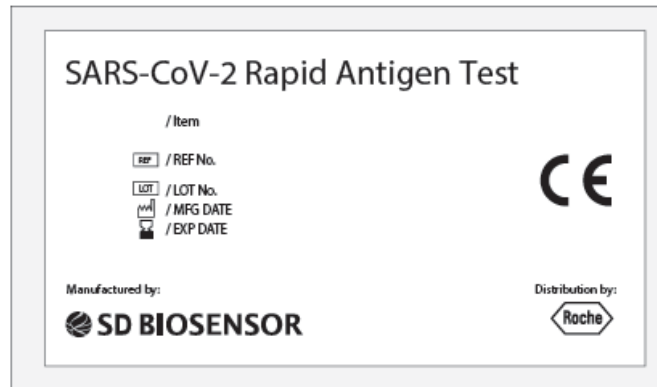 SARS-CoV-2 Rapid Antigen Test
/ Item
REF / REF No.
LOT / LOT No.
/ MFG DATE
/ EXP DATE
CE
Manufactured by:
Distribution by:
SD BIOSENSOR
Roche